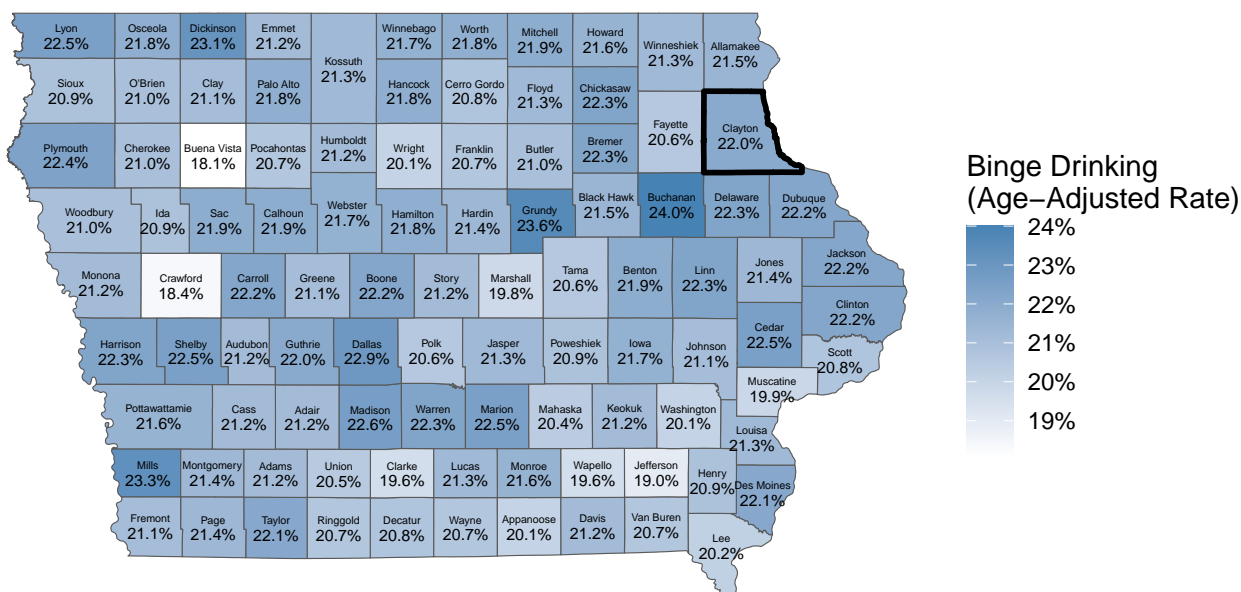 Lyon
22.5%
Osceola
21.8%
Dickinson
23.1%
Emmet
21.2%
Kossuth
21.3%
Winnebago
21.7%
Worth
21.8%
Mitchell
21.9%
Howard
21.6%
Winneshiek
21.3%
Allamakee
21.5%
Sioux
20.9%
O'Brien
21.0%
Clay
21.1%
Palo Alto
21.8%
Hancock
21.8%
Cerro Gordo
20.8%
Floyd
21.3%
Chickasaw
22.3%
Fayette
20.6%
Clayton
22.0%
Plymouth
22.4%
Cherokee
21.0%
Buena Vista
18.1%
Pocahontas
20.7%
Humboldt
21.2%
Wright
20.1%
Franklin
20.7%
Butler
21.0%
Bremer
22.3%
Woodbury
21.0%
Ida
20.9%
Sac
21.9%
Calhoun
21.9%
Webster
21.7%
Hamilton
21.8%
Hardin
21.4%
Grundy
23.6%
Black Hawk
21.5%
Buchanan
24.0%
Delaware
22.3%
Dubuque
22.2%
Monona
21.2%
Crawford
18.4%
Carroll
22.2%
Greene
21.1%
Boone
22.2%
Story
21.2%
Marshall
19.8%
Tama
20.6%
Benton
21.9%
Linn
22.3%
Jones
21.4%
Jackson
22.2%
Clinton
22.2%
Harrison
22.3%
Shelby
22.5%
Audubon
21.2%
Guthrie
22.0%
Dallas
22.9%
Polk
20.6%
Jasper
21.3%
Poweshiek
20.9%
Iowa
21.7%
Johnson
21.1%
Cedar
22.5%
Scott
20.8%
Muscatine
19.9%
Pottawattamie
21.6%
Cass
21.2%
Adair
21.2%
Madison
22.6%
Warren
22.3%
Marion
22.5%
Mahaska
20.4%
Keokuk
21.2%
Washington
20.1%
Louisa
21.3%
Mills
23.3%
Montgomery
21.4%
Adams
21.2%
Union
20.5%
Clarke
19.6%
Lucas
21.3%
Monroe
21.6%
Wapello
19.6%
Jefferson
19.0%
Henry
20.9%
Des Moines
22.1%
Fremont
21.1%
Page
21.4%
Taylor
22.1%
Ringgold
20.7%
Decatur
20.8%
Wayne
20.7%
Appanoose
20.1%
Davis
21.2%
Van Buren
20.7%
Lee
20.2%
Binge Drinking
(Age−Adjusted Rate)
24%
23%
22%
21%
20%
19%